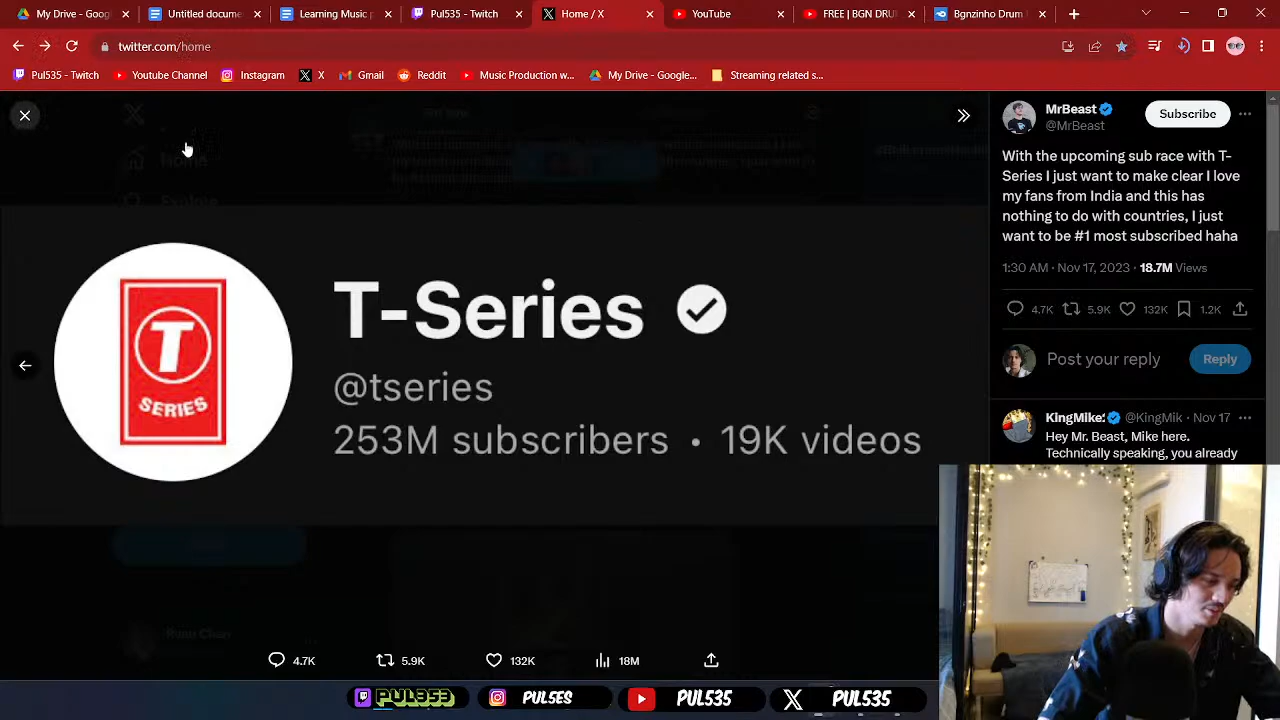 My Drive - Googl
Untitled docume
Learning Music p
Pul535 - Twitch
Home / X
YouTube
FREE | BGN DRU
Bgnzinho Drum
twitter.com/home
Pul535 - Twitch
Youtube Channel
Instagram
X
Gmail
Reddit
Music Production w...
My Drive - Google...
Streaming related s...
Home
Explore
T
SERIES
T-Series
@tseries
253M subscribers • 19K videos
4.7K
5.9K
132K
18M
MrBeast
@MrBeast
Subscribe
With the upcoming sub race with T-
Series I just want to make clear I love
my fans from India and this has
nothing to do with countries, I just
want to be #1 most subscribed haha
1:30 AM · Nov 17, 2023 · 18.7M Views
4.7K
5.9K
132K
1.2K
Post your reply
Reply
@KingMik · Nov 17
Hey Mr. Beast, Mike here.
Technically speaking, you already
PUL535
PUL5ES
PUL535
PUL535